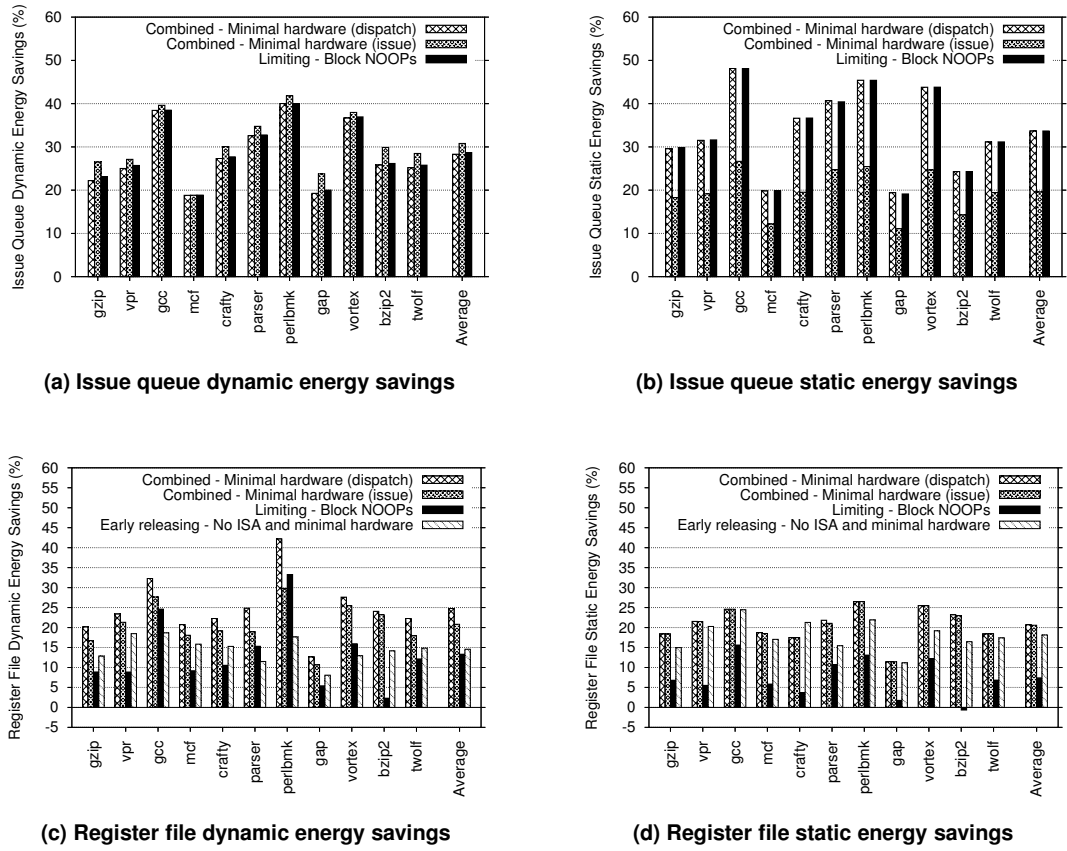 Issue Queue Dynamic Energy Savings (%)
60
50
40
30
20
10
0
Combined - Minimal hardware (dispatch)
Combined - Minimal hardware (issue)
Limiting - Block NOOPs
gzip
vpr
gcc
mcf
crafty
parser
perlbmk
gap
vortex
bzip2
twolf
Average
(a) Issue queue dynamic energy savings
Issue Queue Static Energy Savings (%)
60
50
40
30
20
10
0
Combined - Minimal hardware (dispatch)
Combined - Minimal hardware (issue)
Limiting - Block NOOPs
gzip
vpr
gcc
mcf
crafty
parser
perlbmk
gap
vortex
bzip2
twolf
Average
(b) Issue queue static energy savings
Register File Dynamic Energy Savings (%)
60
55
50
45
40
35
30
25
20
15
10
5
0
-5
Combined - Minimal hardware (dispatch)
Combined - Minimal hardware (issue)
Limiting - Block NOOPs
Early releasing - No ISA and minimal hardware
gzip
vpr
gcc
mcf
crafty
parser
perlbmk
gap
vortex
bzip2
twolf
Average
(c) Register file dynamic energy savings
Register File Static Energy Savings (%)
60
55
50
45
40
35
30
25
20
15
10
5
0
-5
Combined - Minimal hardware (dispatch)
Combined - Minimal hardware (issue)
Limiting - Block NOOPs
Early releasing - No ISA and minimal hardware
gzip
vpr
gcc
mcf
crafty
parser
perlbmk
gap
vortex
bzip2
twolf
Average
(d) Register file static energy savings